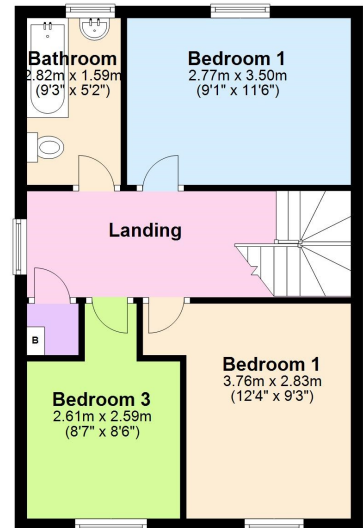 Bathroom
2.82m x 1.59m
(9'3" x 5'2")
Bedroom 1
2.77m x 3.50m
(9'1" x 11'6")
Landing
B
Bedroom 3
2.61m x 2.59m
(8'7" x 8'6")
Bedroom 1
3.76m x 2.83m
(12'4" x 9'3")